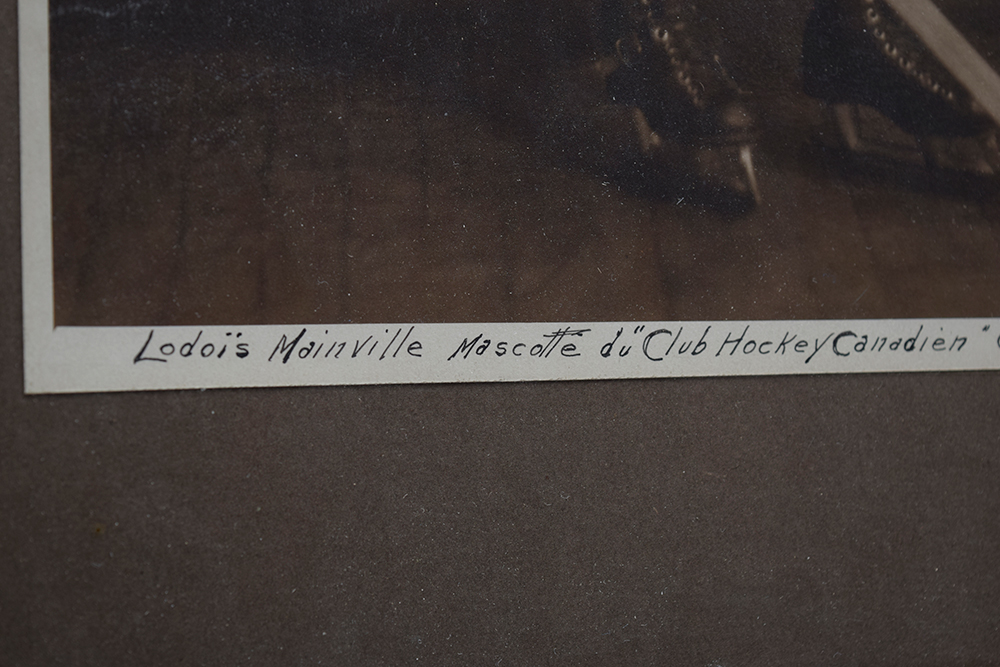 Lodoïs Mainville Mascotte du "Club Hockey Canadien"